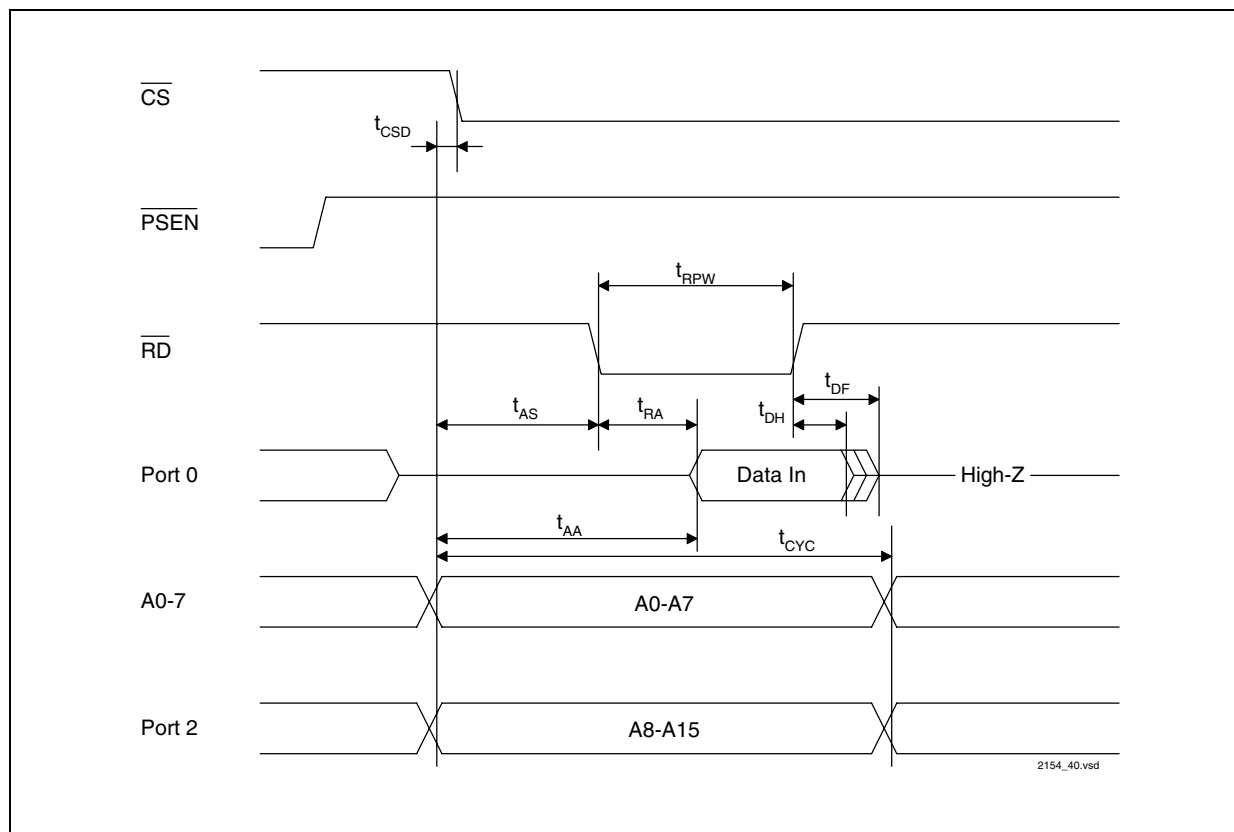 CS
tCSD
PSEN
tRPW
RD
tDF
tAS
tRA
tDH
Port 0
Data In
High-Z
tAA
tCYC
A0-7
A0-A7
Port 2
A8-A15
2154_40.vsd